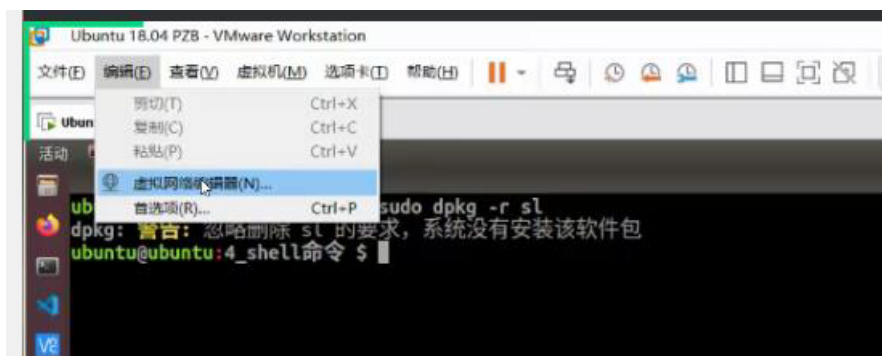 Ubuntu 18.04 PZB - VMware Workstation
文件(F) 编辑(E) 查看(V) 虚拟机(M) 选项卡(T) 帮助(H)
剪切(T) Ctrl+X
Ubun
复制(C) Ctrl+C
活动
粘贴(P) Ctrl+V
虚拟网络编辑器(N)...
首选项(R)... Ctrl+P
ub sudo dpkg -r sl
dpkg: 警告: 忽略删除 sl 的要求, 系统没有安装该软件包
ubuntu@ubuntu:4_shell命令 $